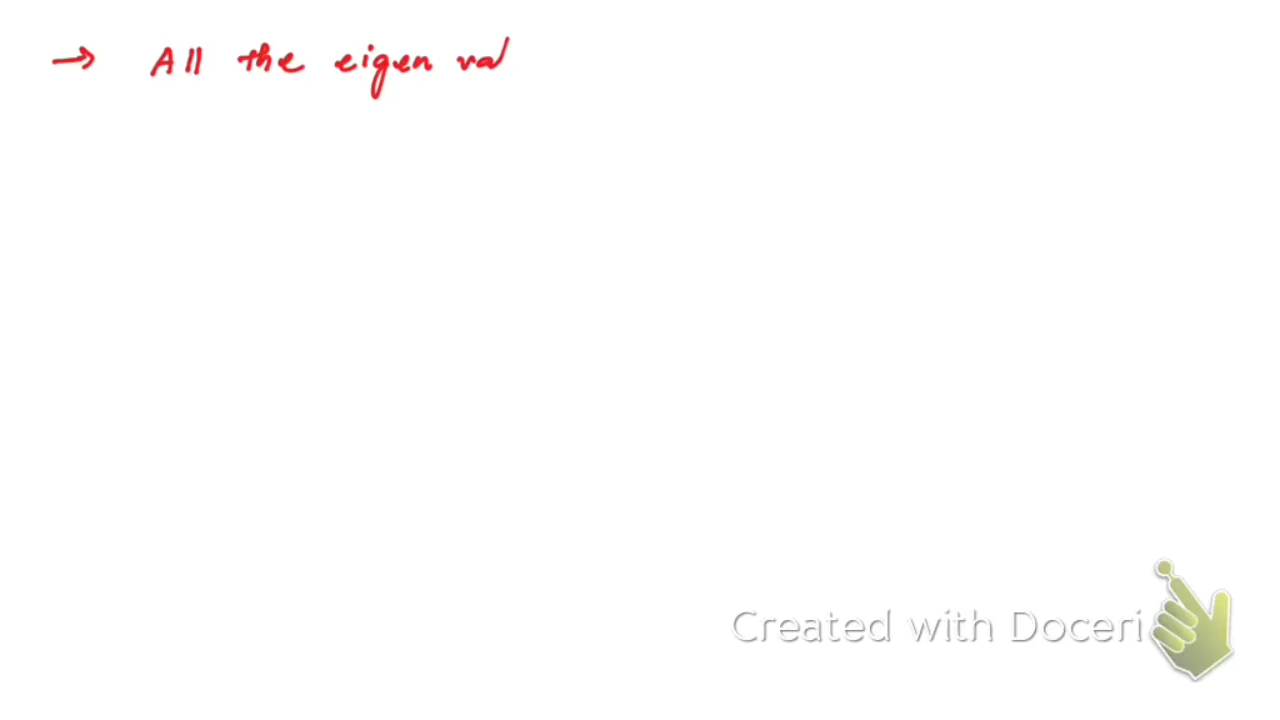 → All the eigen val
Created with Doceri